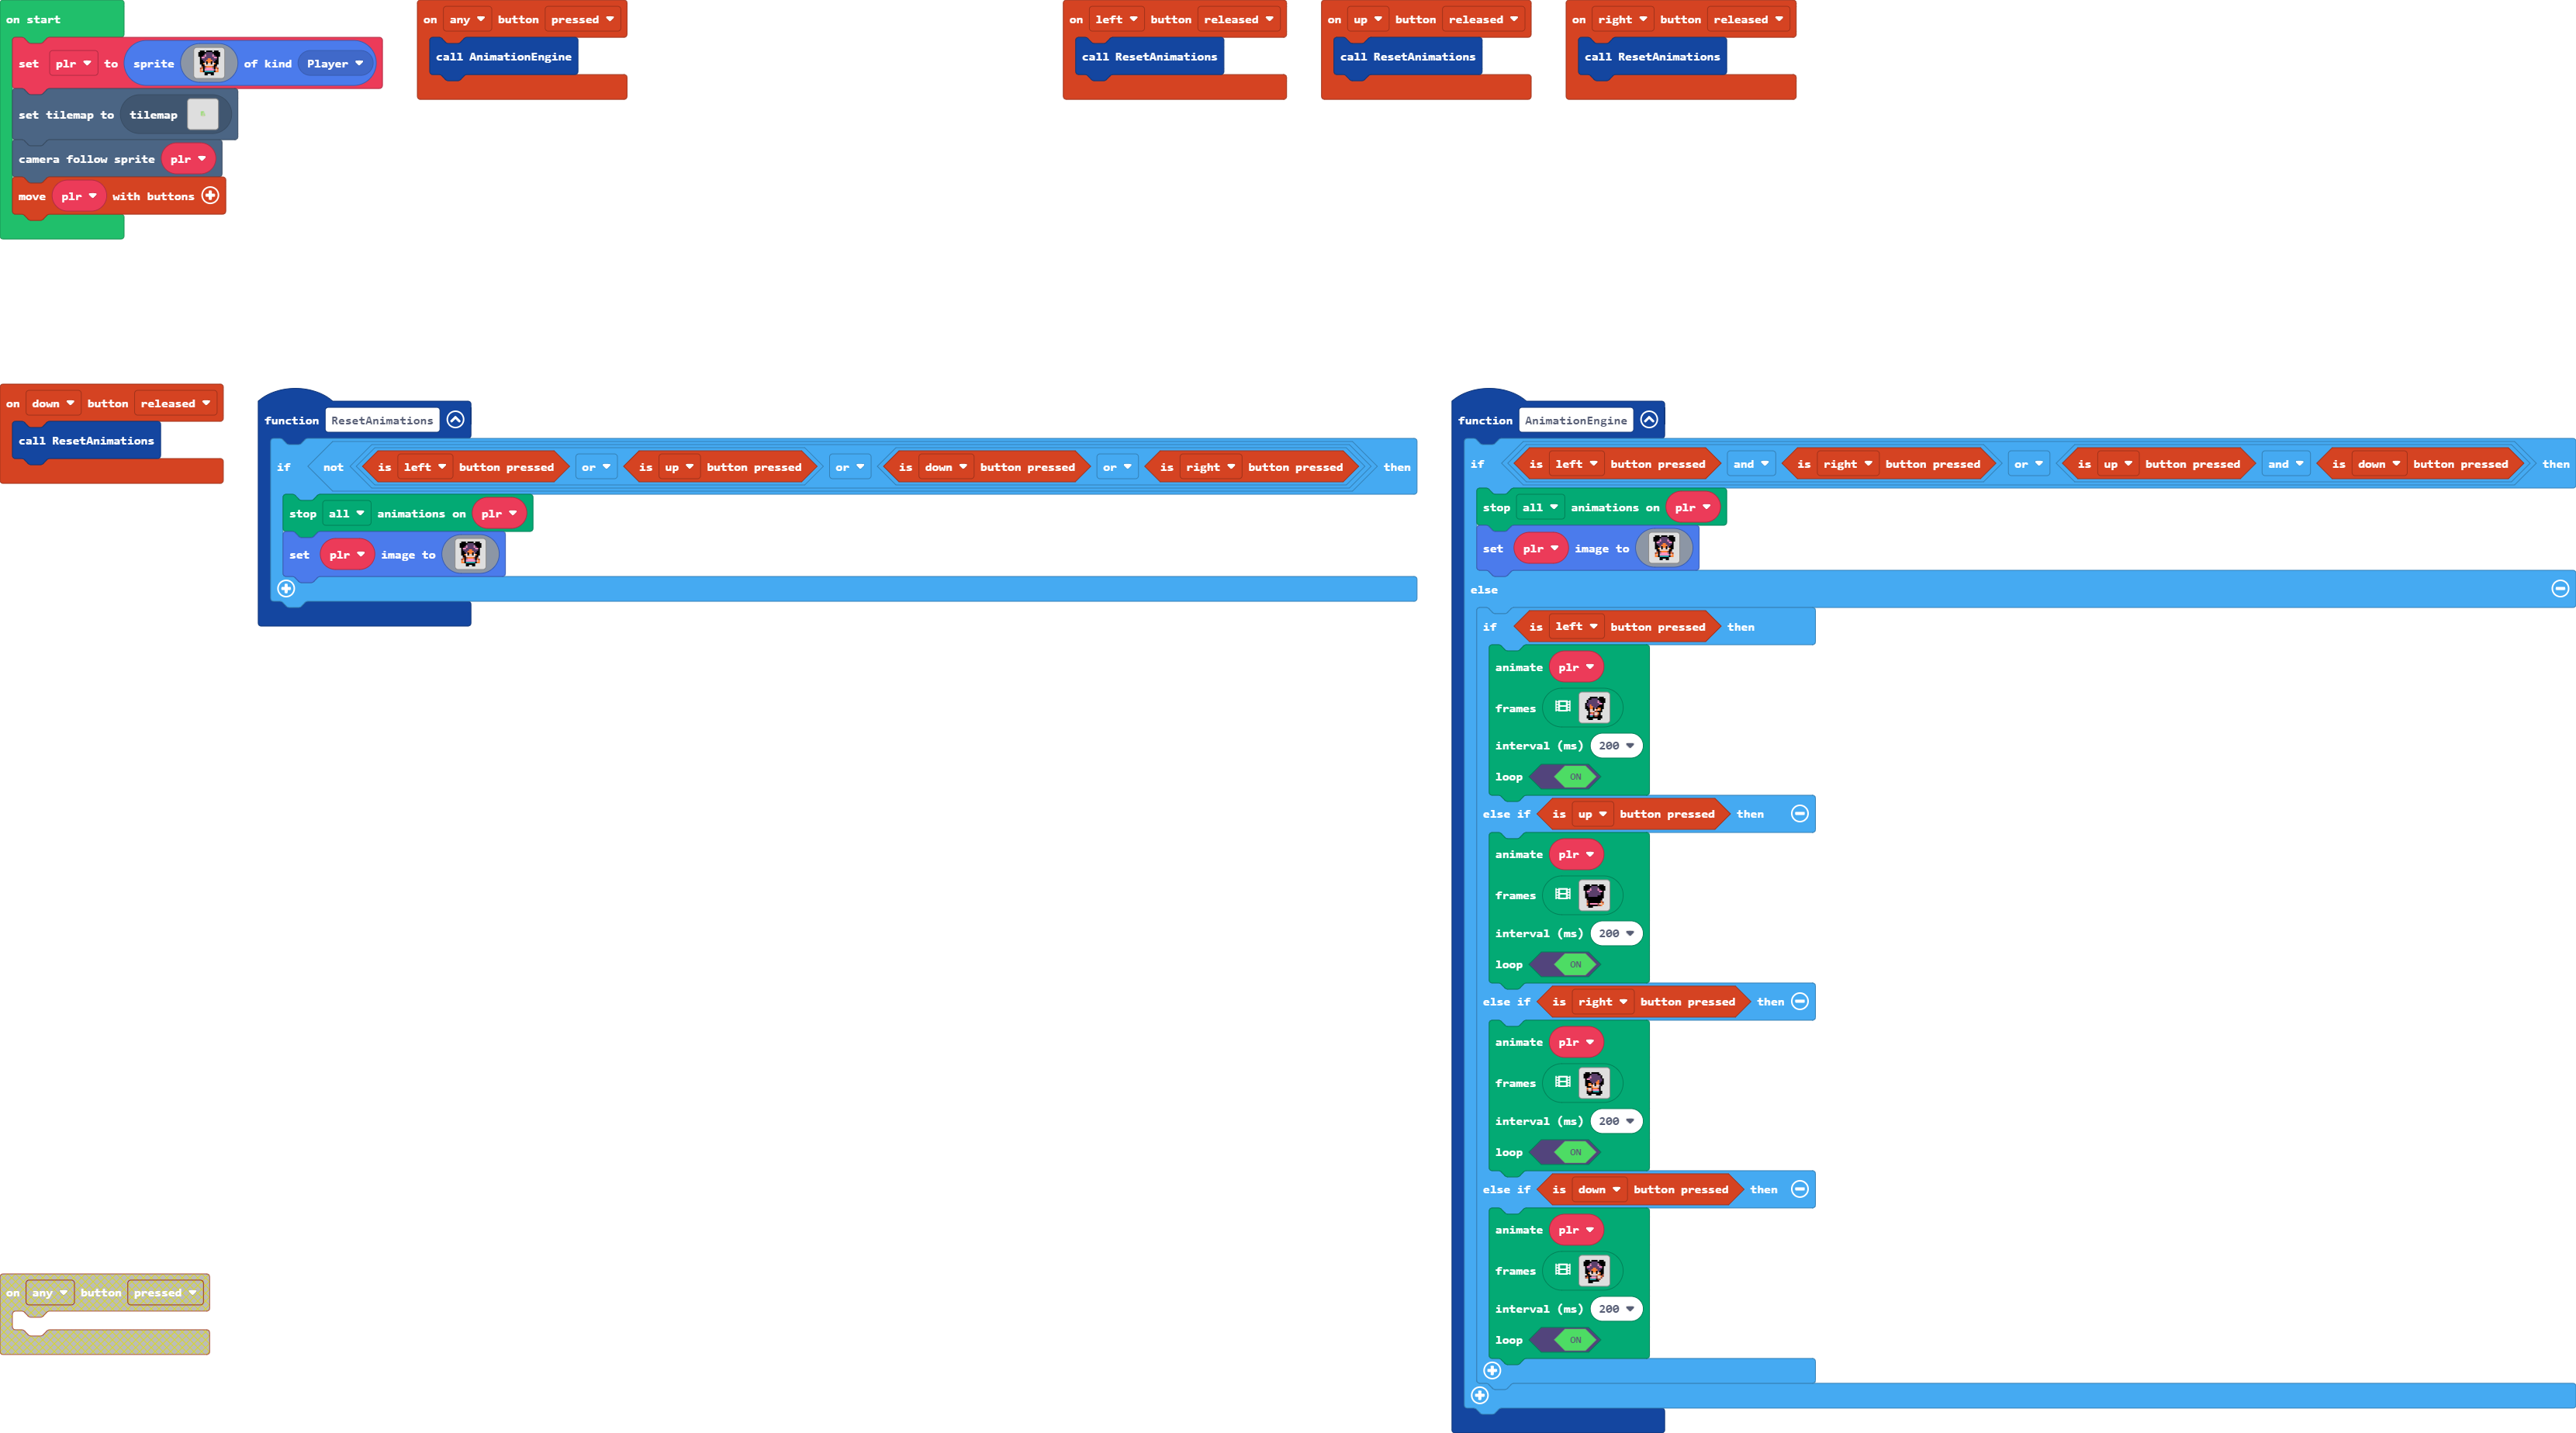 on start
set plr to sprite of kind Player
set tilemap to tilemap
camera follow sprite plr
move plr with buttons
on any button pressed
call AnimationEngine
on left button released
call ResetAnimations
on up button released
call ResetAnimations
on right button released
call ResetAnimations
on down button released
call ResetAnimations
function ResetAnimations
if not is left button pressed or is up button pressed or is down button pressed or is right button pressed then
stop all animations on plr
set plr image to
function AnimationEngine
if is left button pressed and is right button pressed or is up button pressed and is down button pressed then
stop all animations on plr
set plr image to
else
if is left button pressed then
animate plr
frames
interval (ms) 200
loop ON
else if is up button pressed then
animate plr
frames
interval (ms) 200
loop ON
else if is right button pressed then
animate plr
frames
interval (ms) 200
loop ON
else if is down button pressed then
animate plr
frames
interval (ms) 200
loop ON
on any button pressed